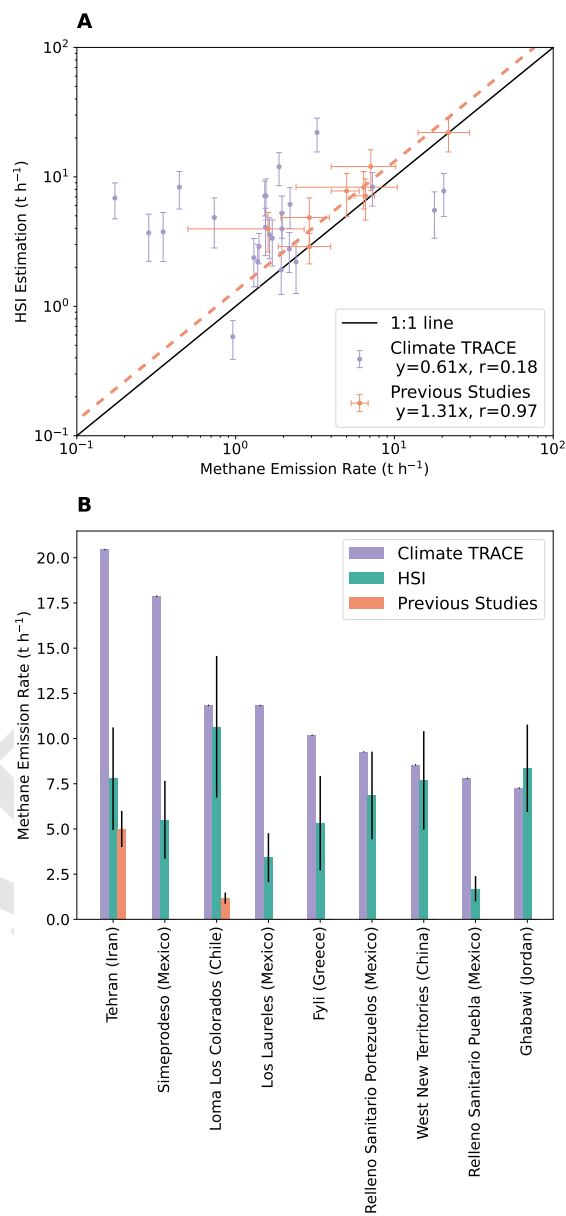 A
10²
10¹
10⁰
10⁻¹
HSI Estimation (t h⁻¹)
1:1 line
Climate TRACE
y=0.61x, r=0.18
Previous Studies
y=1.31x, r=0.97
10⁻¹ 10⁰ 10¹ 10²
Methane Emission Rate (t h⁻¹)
B
Climate TRACE
HSI
Previous Studies
20.0
17.5
15.0
12.5
10.0
7.5
5.0
2.5
0.0
Methane Emission Rate (t h⁻¹)
Tehran (Iran)
Simeprodeso (Mexico)
Loma Los Colorados (Chile)
Los Laureles (Mexico)
Fyli (Greece)
Relleno Sanitario Portezuelos (Mexico)
West New Territories (China)
Relleno Sanitario Puebla (Mexico)
Ghabawi (Jordan)